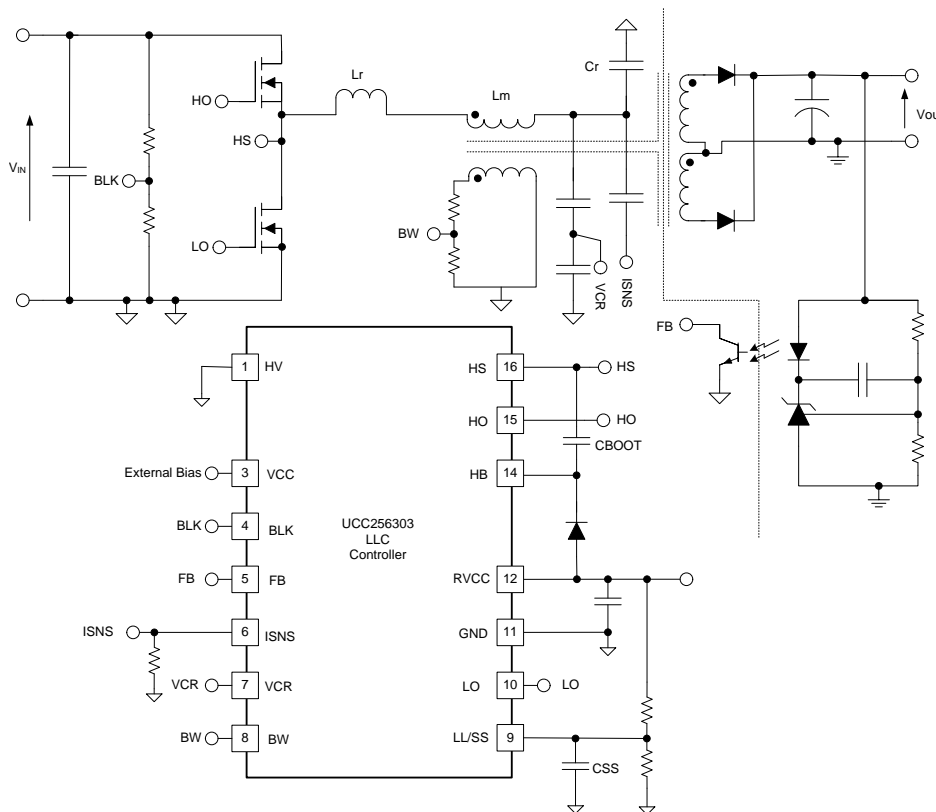 Lr
Cr
Lm
HO
HS
VIN
BLK
LO
BW
VCR
ISNS
Vou
FB
1
HV
HS
16
HS
HO
15
HO
CBOOT
External Bias
3
VCC
HB
14
BLK
4
BLK
UCC256303
LLC
Controller
FB
5
FB
RVCC
12
ISNS
6
ISNS
GND
11
VCR
7
VCR
LO
10
LO
BW
8
BW
LL/SS
9
CSS